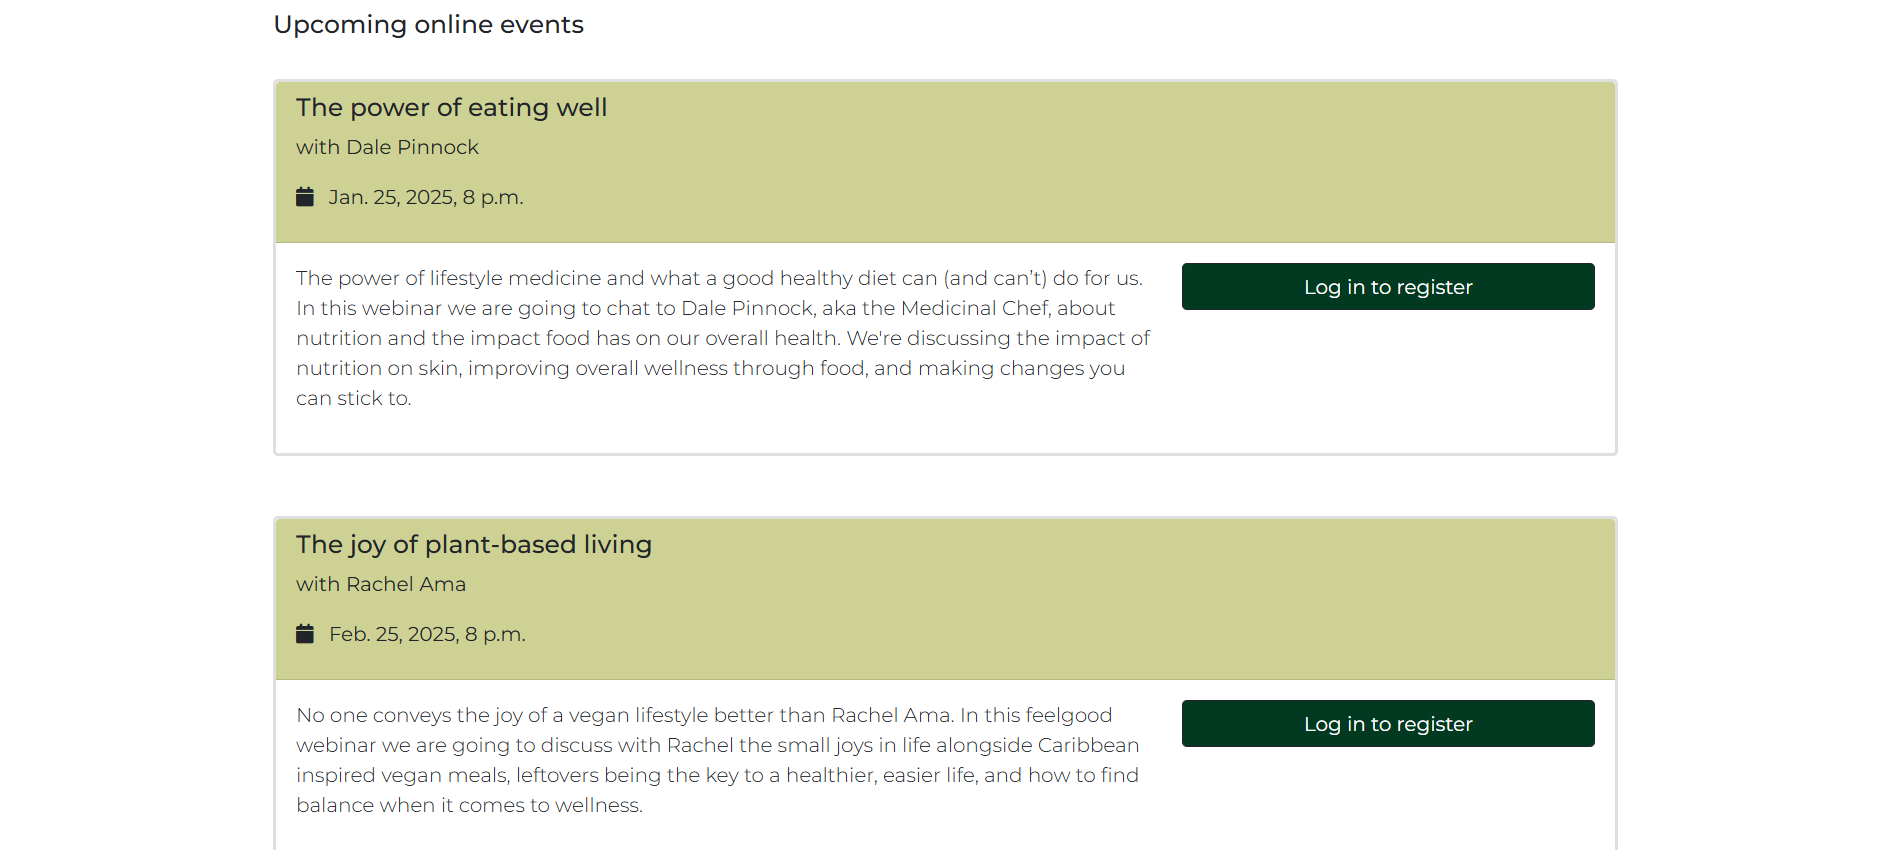 Upcoming online events
The power of eating well
with Dale Pinnock
Jan. 25, 2025, 8 p.m.
The power of lifestyle medicine and what a good healthy diet can (and can’t) do for us.
In this webinar we are going to chat to Dale Pinnock, aka the Medicinal Chef, about
nutrition and the impact food has on our overall health. We're discussing the impact of
nutrition on skin, improving overall wellness through food, and making changes you
can stick to.
Log in to register
The joy of plant-based living
with Rachel Ama
Feb. 25, 2025, 8 p.m.
No one conveys the joy of a vegan lifestyle better than Rachel Ama. In this feelgood
webinar we are going to discuss with Rachel the small joys in life alongside Caribbean
inspired vegan meals, leftovers being the key to a healthier, easier life, and how to find
balance when it comes to wellness.
Log in to register